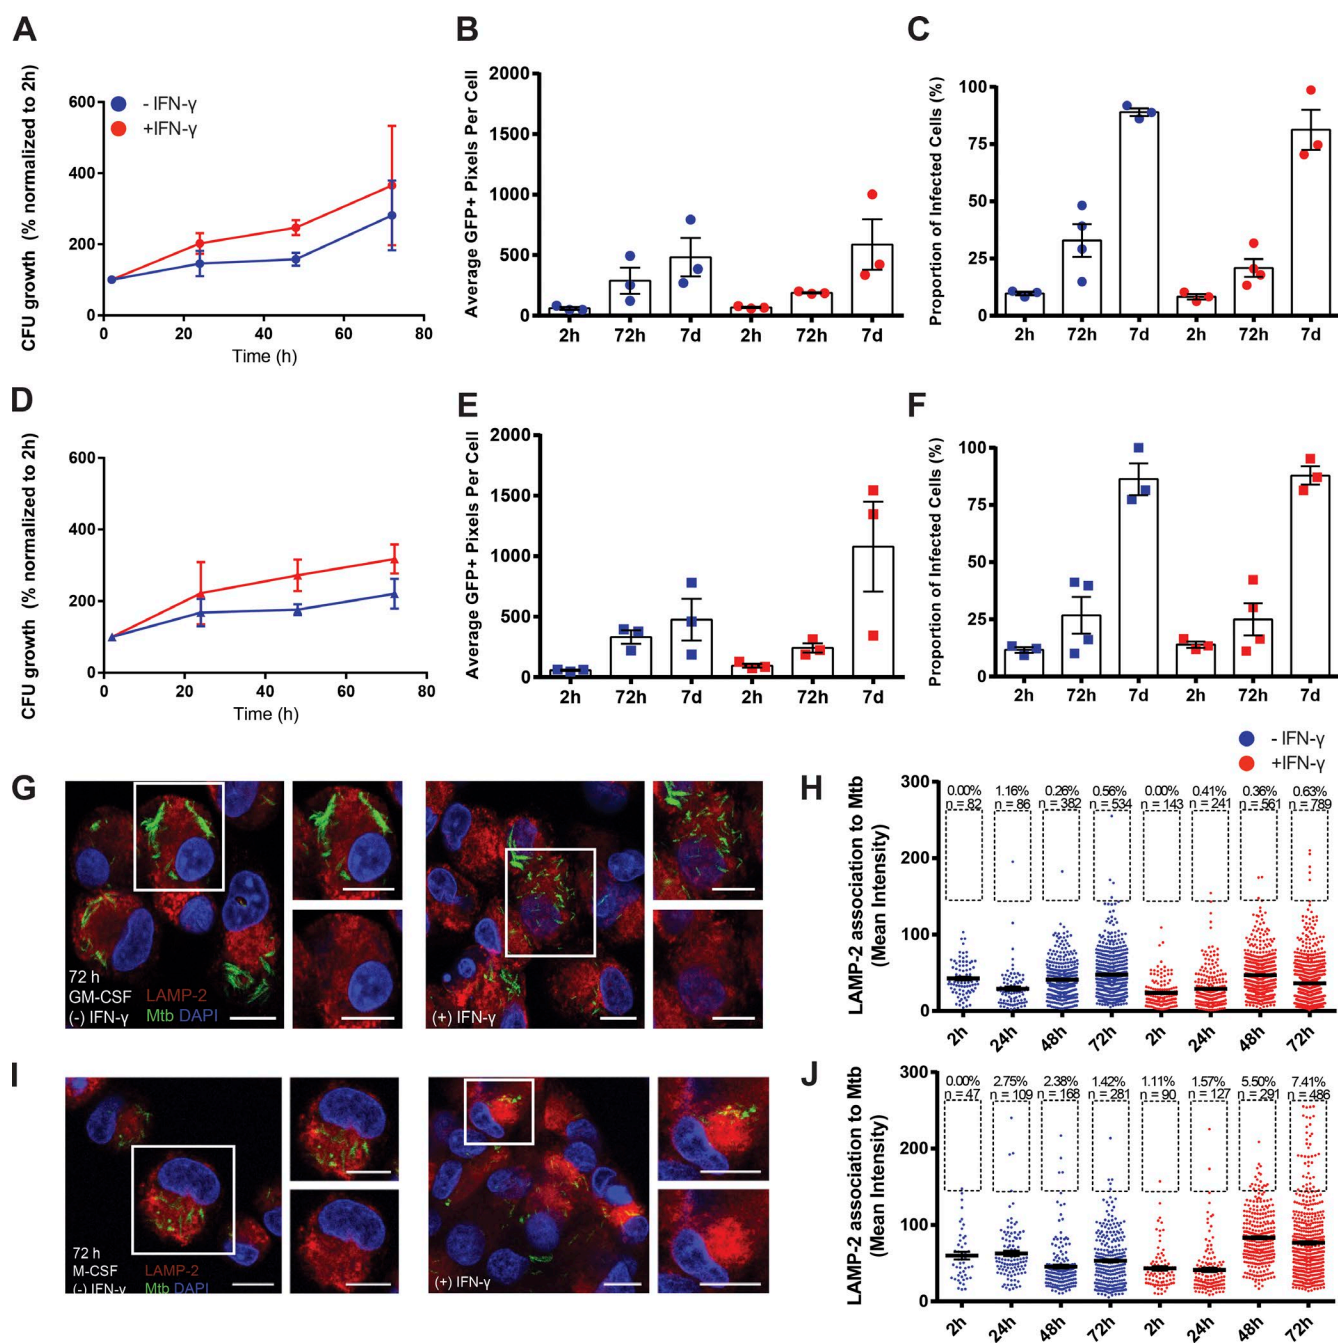 A
CFU growth (% normalized to 2h)
600
400
200
0
- IFN-γ
+IFN-γ
0
20
40
60
80
Time (h)
B
Average GFP+ Pixels Per Cell
2000
1500
1000
500
0
2h
72h
7d
2h
72h
7d
C
Proportion of Infected Cells (%)
100
75
50
25
0
2h
72h
7d
2h
72h
7d
D
CFU growth (% normalized to 2h)
600
400
200
0
0
20
40
60
80
Time (h)
E
Average GFP+ Pixels Per Cell
2000
1500
1000
500
0
2h
72h
7d
2h
72h
7d
F
Proportion of Infected Cells (%)
100
75
50
25
0
2h
72h
7d
2h
72h
7d
G
72 h
GM-CSF
(-) IFN-γ
LAMP-2
Mtb DAPI
(+) IFN-γ
H
- IFN-γ
+IFN-γ
LAMP-2 association to Mtb
(Mean Intensity)
300
200
100
0
0.00% 1.16% 0.26% 0.56% 0.00% 0.41% 0.36% 0.63%
n = 82 n = 86 n = 382 n = 534 n = 143 n = 241 n = 561 n = 789
2h
24h
48h
72h
2h
24h
48h
72h
I
72 h
M-CSF
(-) IFN-γ
LAMP-2
Mtb DAPI
(+) IFN-γ
J
LAMP-2 association to Mtb
(Mean Intensity)
300
200
100
0
0.00% 2.75% 2.38% 1.42% 1.11% 1.57% 5.50% 7.41%
n = 47 n = 109 n = 168 n = 281 n = 90 n = 127 n = 291 n = 486
2h
24h
48h
72h
2h
24h
48h
72h